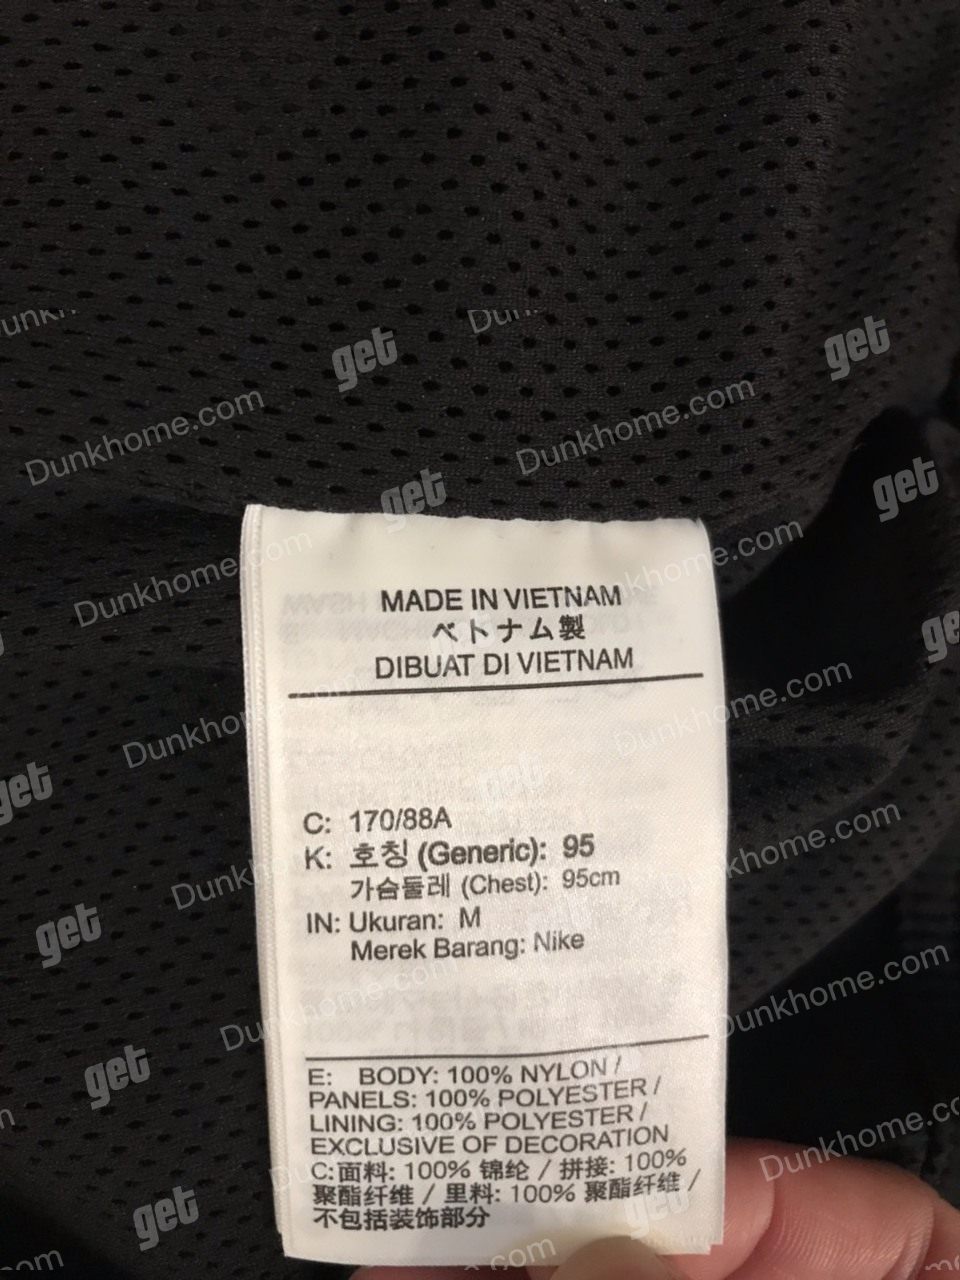 MADE IN VIETNAM
ベトナム製
DIBUAT DI VIETNAM
C: 170/88A
K: 호칭 (Generic): 95
가슴둘레 (Chest): 95cm
IN: Ukuran: M
Merek Barang: Nike
E: BODY: 100% NYLON /
PANELS: 100% POLYESTER /
LINING: 100% POLYESTER /
EXCLUSIVE OF DECORATION
C:面料: 100% 锦纶 / 拼接: 100%
聚酯纤维 / 里料: 100% 聚酯纤维 /
不包括装饰部分
get
Dunkhome.com